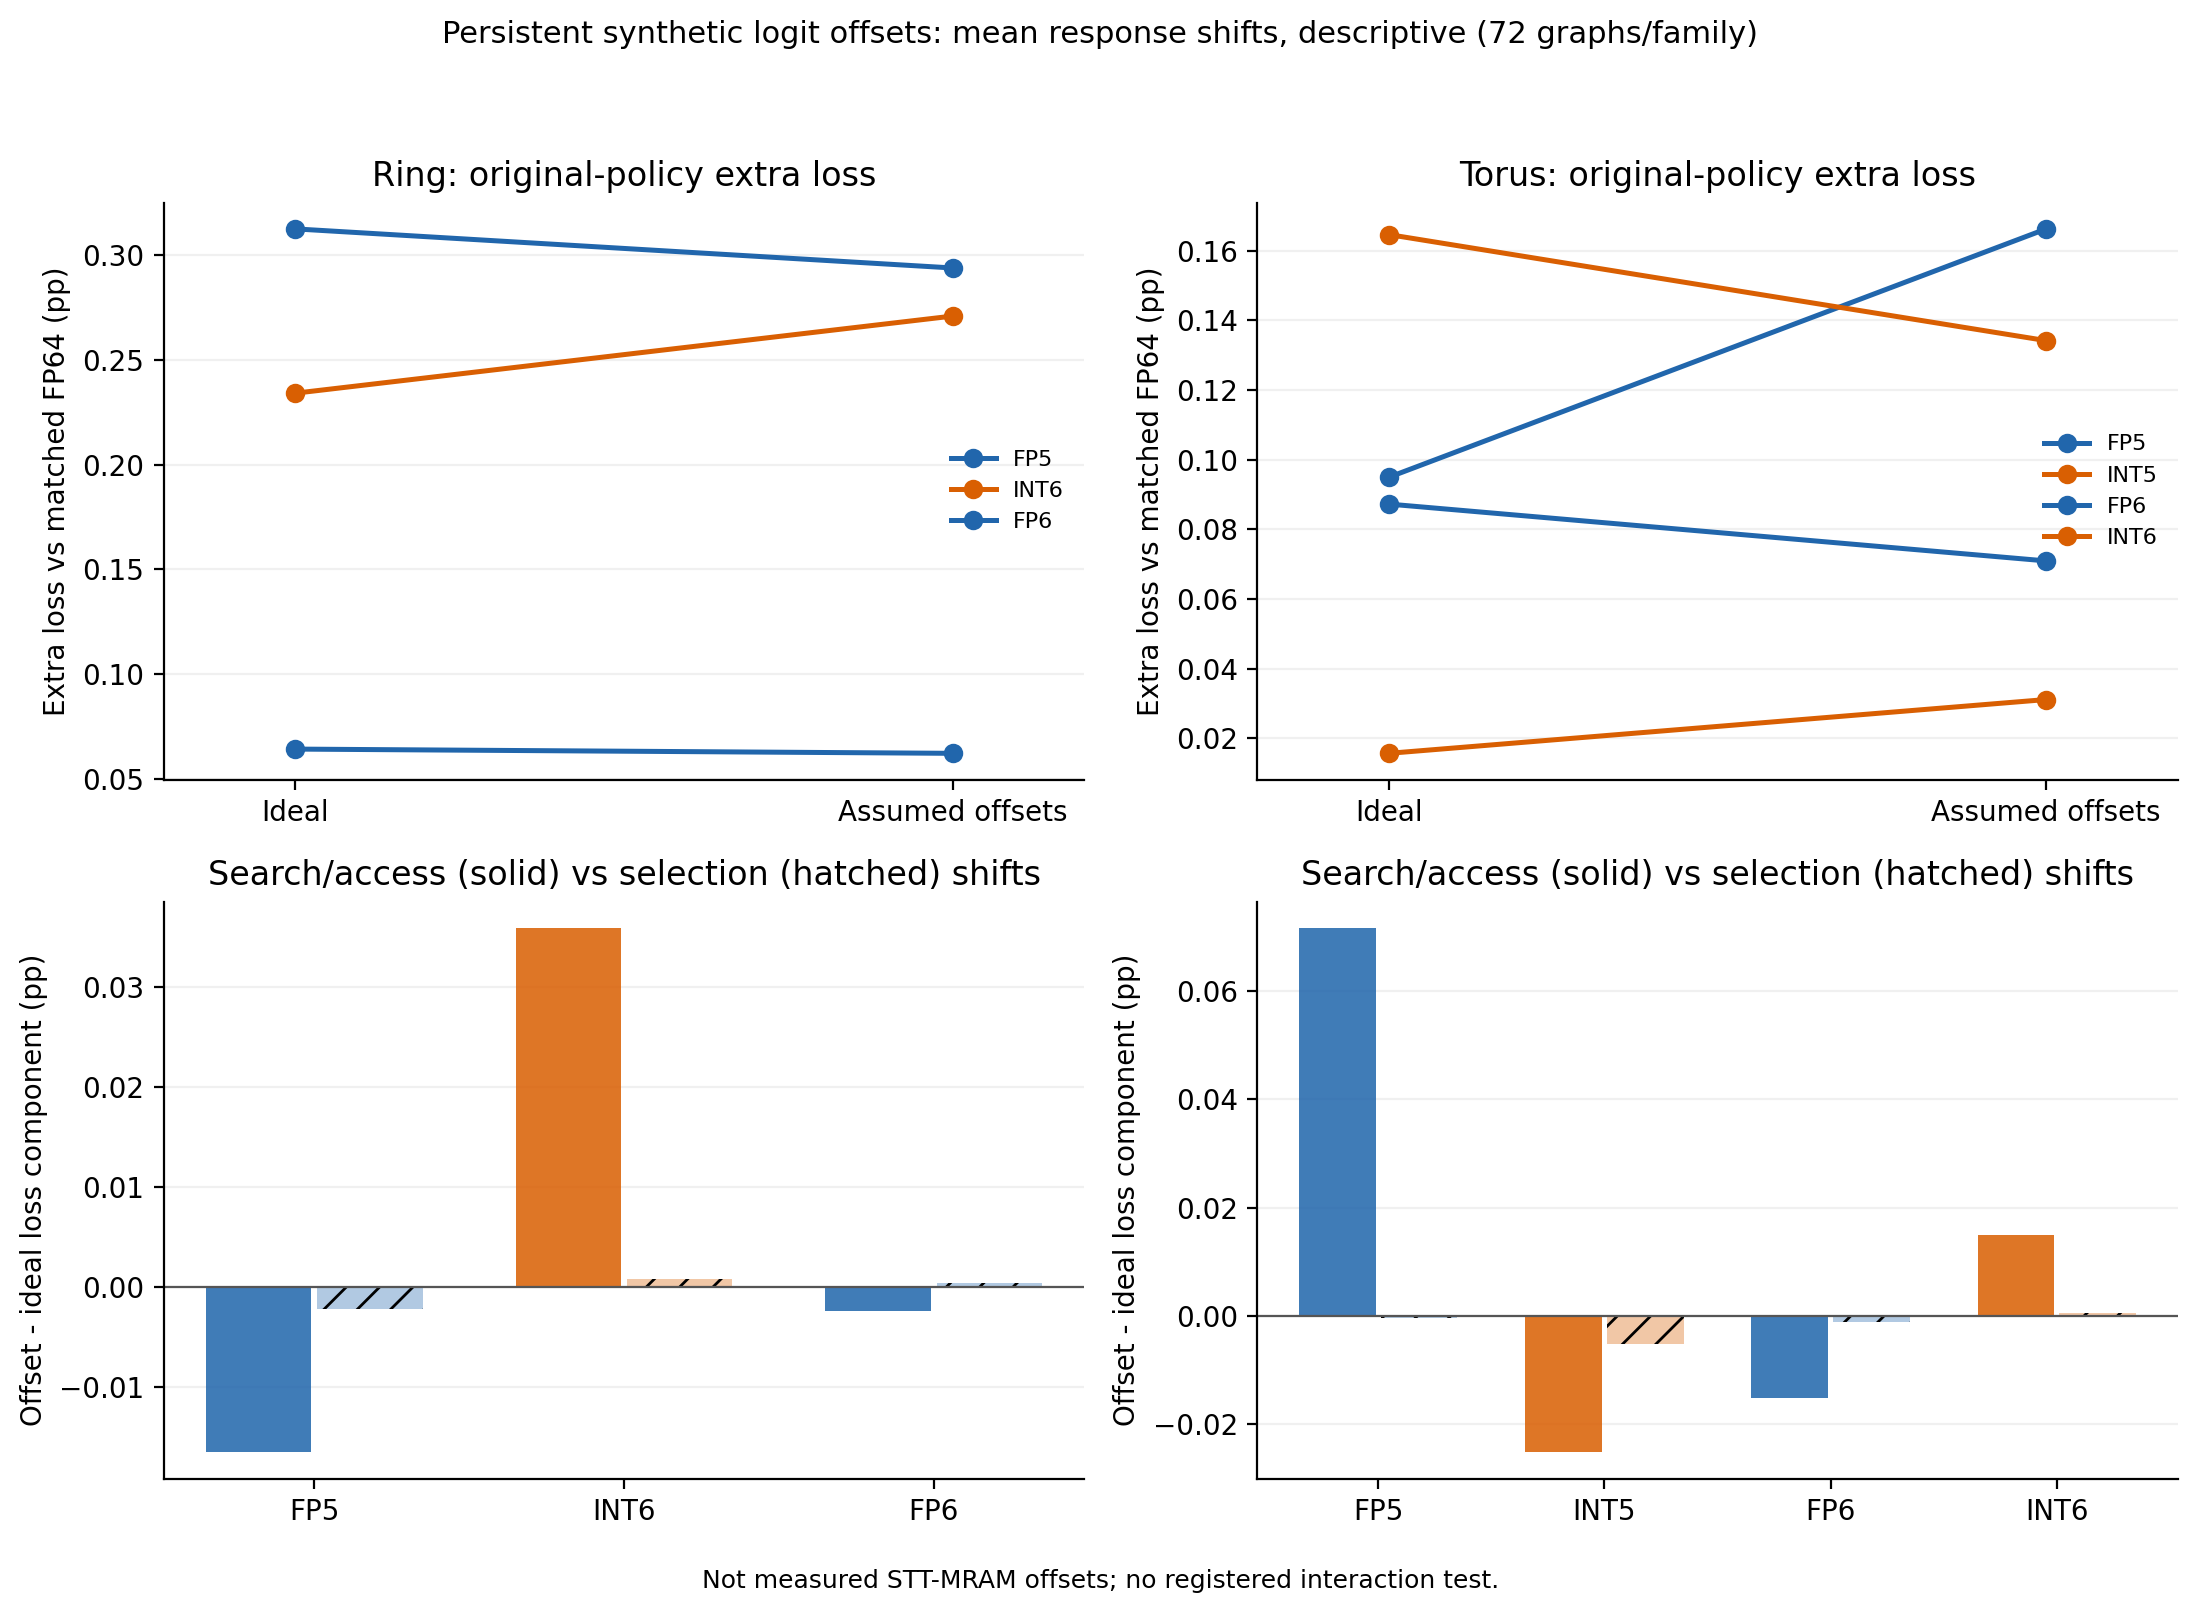 Persistent synthetic logit offsets: mean response shifts, descriptive (72 graphs/family)
Ring: original-policy extra loss
Extra loss vs matched FP64 (pp)
0.30
0.25
0.20
0.15
0.10
0.05
FP5
INT6
FP6
Ideal
Assumed offsets
Torus: original-policy extra loss
Extra loss vs matched FP64 (pp)
0.16
0.14
0.12
0.10
0.08
0.06
0.04
0.02
FP5
INT5
FP6
INT6
Ideal
Assumed offsets
Search/access (solid) vs selection (hatched) shifts
Offset - ideal loss component (pp)
0.03
0.02
0.01
0.00
−0.01
FP5
INT6
FP6
Search/access (solid) vs selection (hatched) shifts
Offset - ideal loss component (pp)
0.06
0.04
0.02
0.00
−0.02
FP5
INT5
FP6
INT6
Not measured STT-MRAM offsets; no registered interaction test.